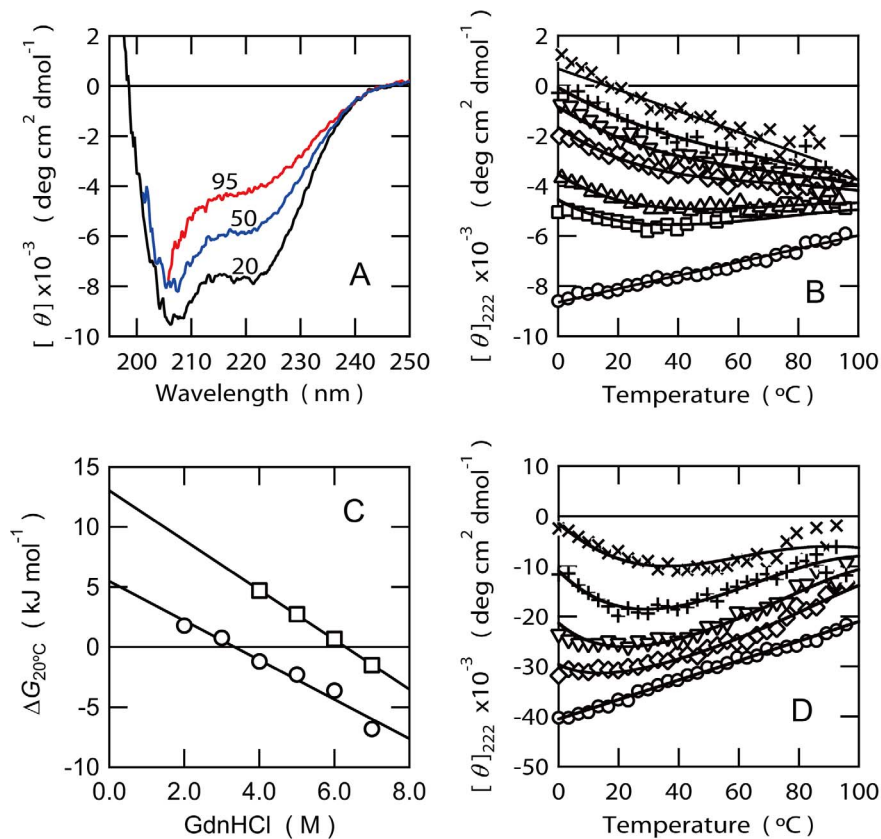 2
0
-2
-4
-6
-8
-10
[ θ ] x10⁻³ ( deg cm² dmol⁻¹ )
95
50
20
A
200 210 220 230 240 250
Wavelength ( nm )
2
0
-2
-4
-6
-8
-10
[ θ ]₂₂₂ x10⁻³ ( deg cm² dmol⁻¹ )
B
0 20 40 60 80 100
Temperature ( ºC )
15
10
5
0
-5
-10
ΔG₂₀ºC ( kJ mol⁻¹ )
C
0.0 2.0 4.0 6.0 8.0
GdnHCl ( M )
10
0
-10
-20
-30
-40
-50
[ θ ]₂₂₂ x10⁻³ ( deg cm² dmol⁻¹ )
D
0 20 40 60 80 100
Temperature ( ºC )